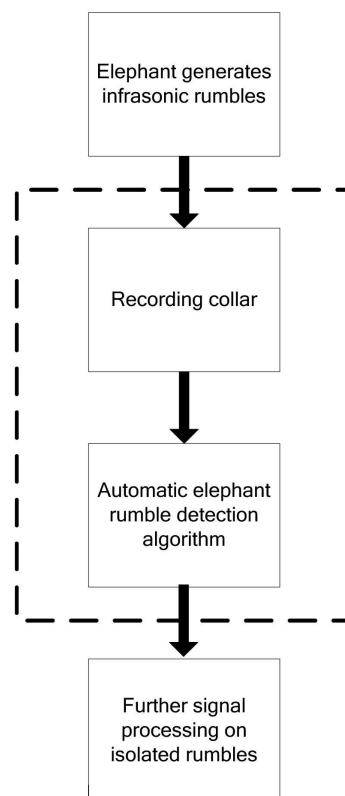 Elephant generates
infrasonic rumbles
Recording collar
Automatic elephant
rumble detection
algorithm
Further signal
processing on
isolated rumbles